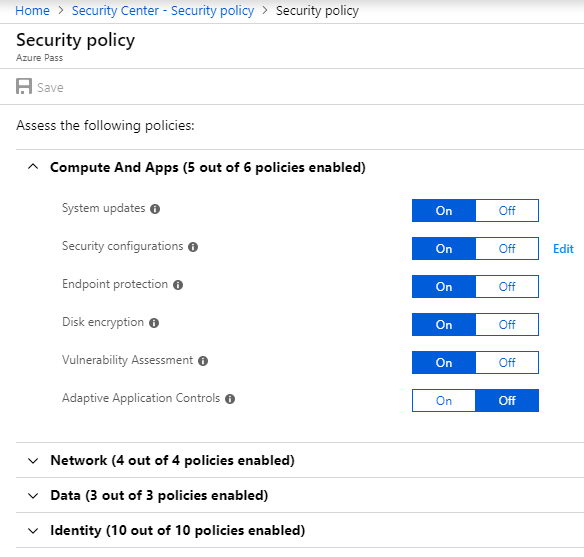 Home > Security Center - Security policy > Security policy
Security policy
Azure Pass
Save
Assess the following policies:
Compute And Apps (5 out of 6 policies enabled)
System updates On Off
Security configurations On Off Edit
Endpoint protection On Off
Disk encryption On Off
Vulnerability Assessment On Off
Adaptive Application Controls On Off
Network (4 out of 4 policies enabled)
Data (3 out of 3 policies enabled)
Identity (10 out of 10 policies enabled)